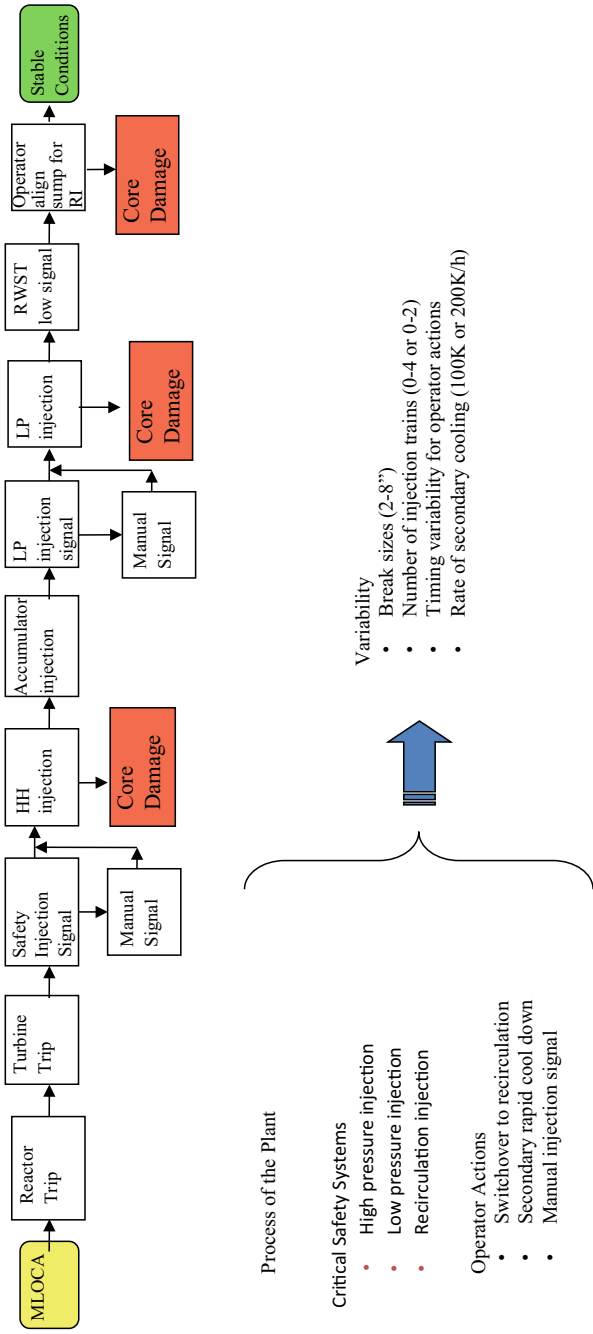 MLOCA
Reactor
Trip
Turbine
Trip
Safety
Injection
Signal
Manual
Signal
HH
injection
Core
Damage
Accumulator
injection
LP
injection
signal
Manual
Signal
LP
injection
Core
Damage
RWST
low signal
Operator
align
sump for
RI
Core
Damage
Stable
Conditions
Process of the Plant
Critical Safety Systems
• High pressure injection
• Low pressure injection
• Recirculation injection
Operator Actions
• Switchover to recirculation
• Secondary rapid cool down
• Manual injection signal
Variability
• Break sizes (2-8”)
• Number of injection trains (0-4 or 0-2)
• Timing variability for operator actions
• Rate of secondary cooling (100K or 200K/h)